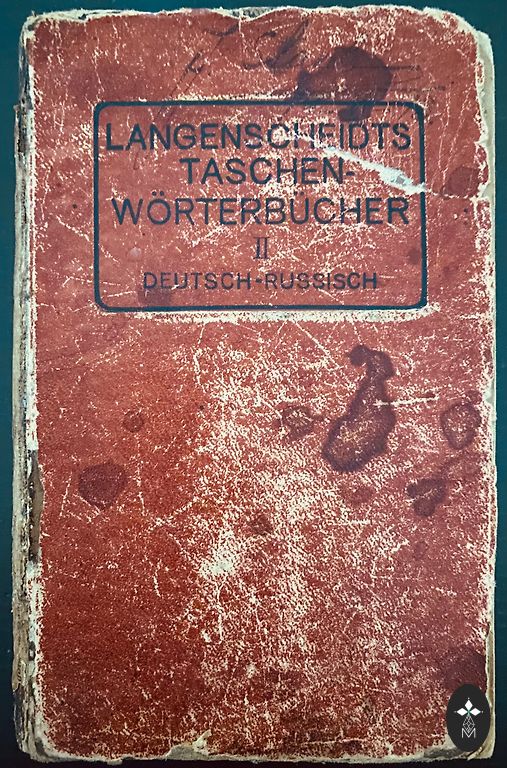 LANGENSCHEIDTS
TASCHEN-
WÖRTERBÜCHER
II
DEUTSCH-RUSSISCH